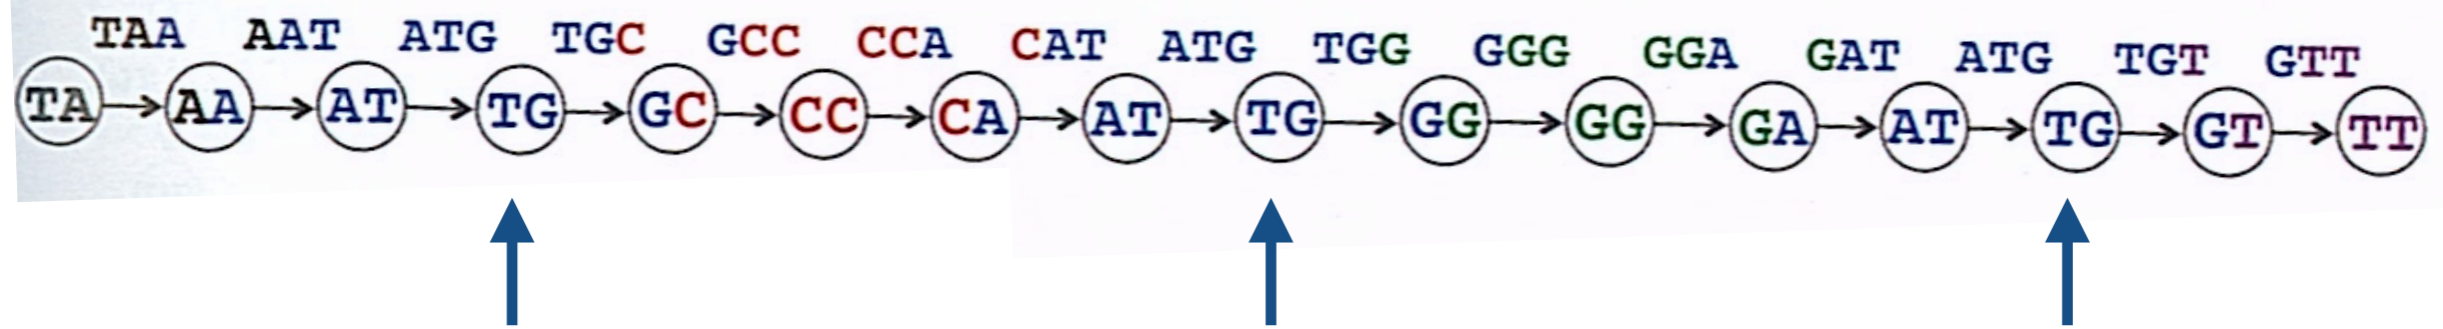 TAA AAT ATG TGC GCC CCA CAT ATG TGG GGG GGA GAT ATG TGT GTT
TA AA AT TG GC CC CA AT TG GG GG GA AT TG GT TT